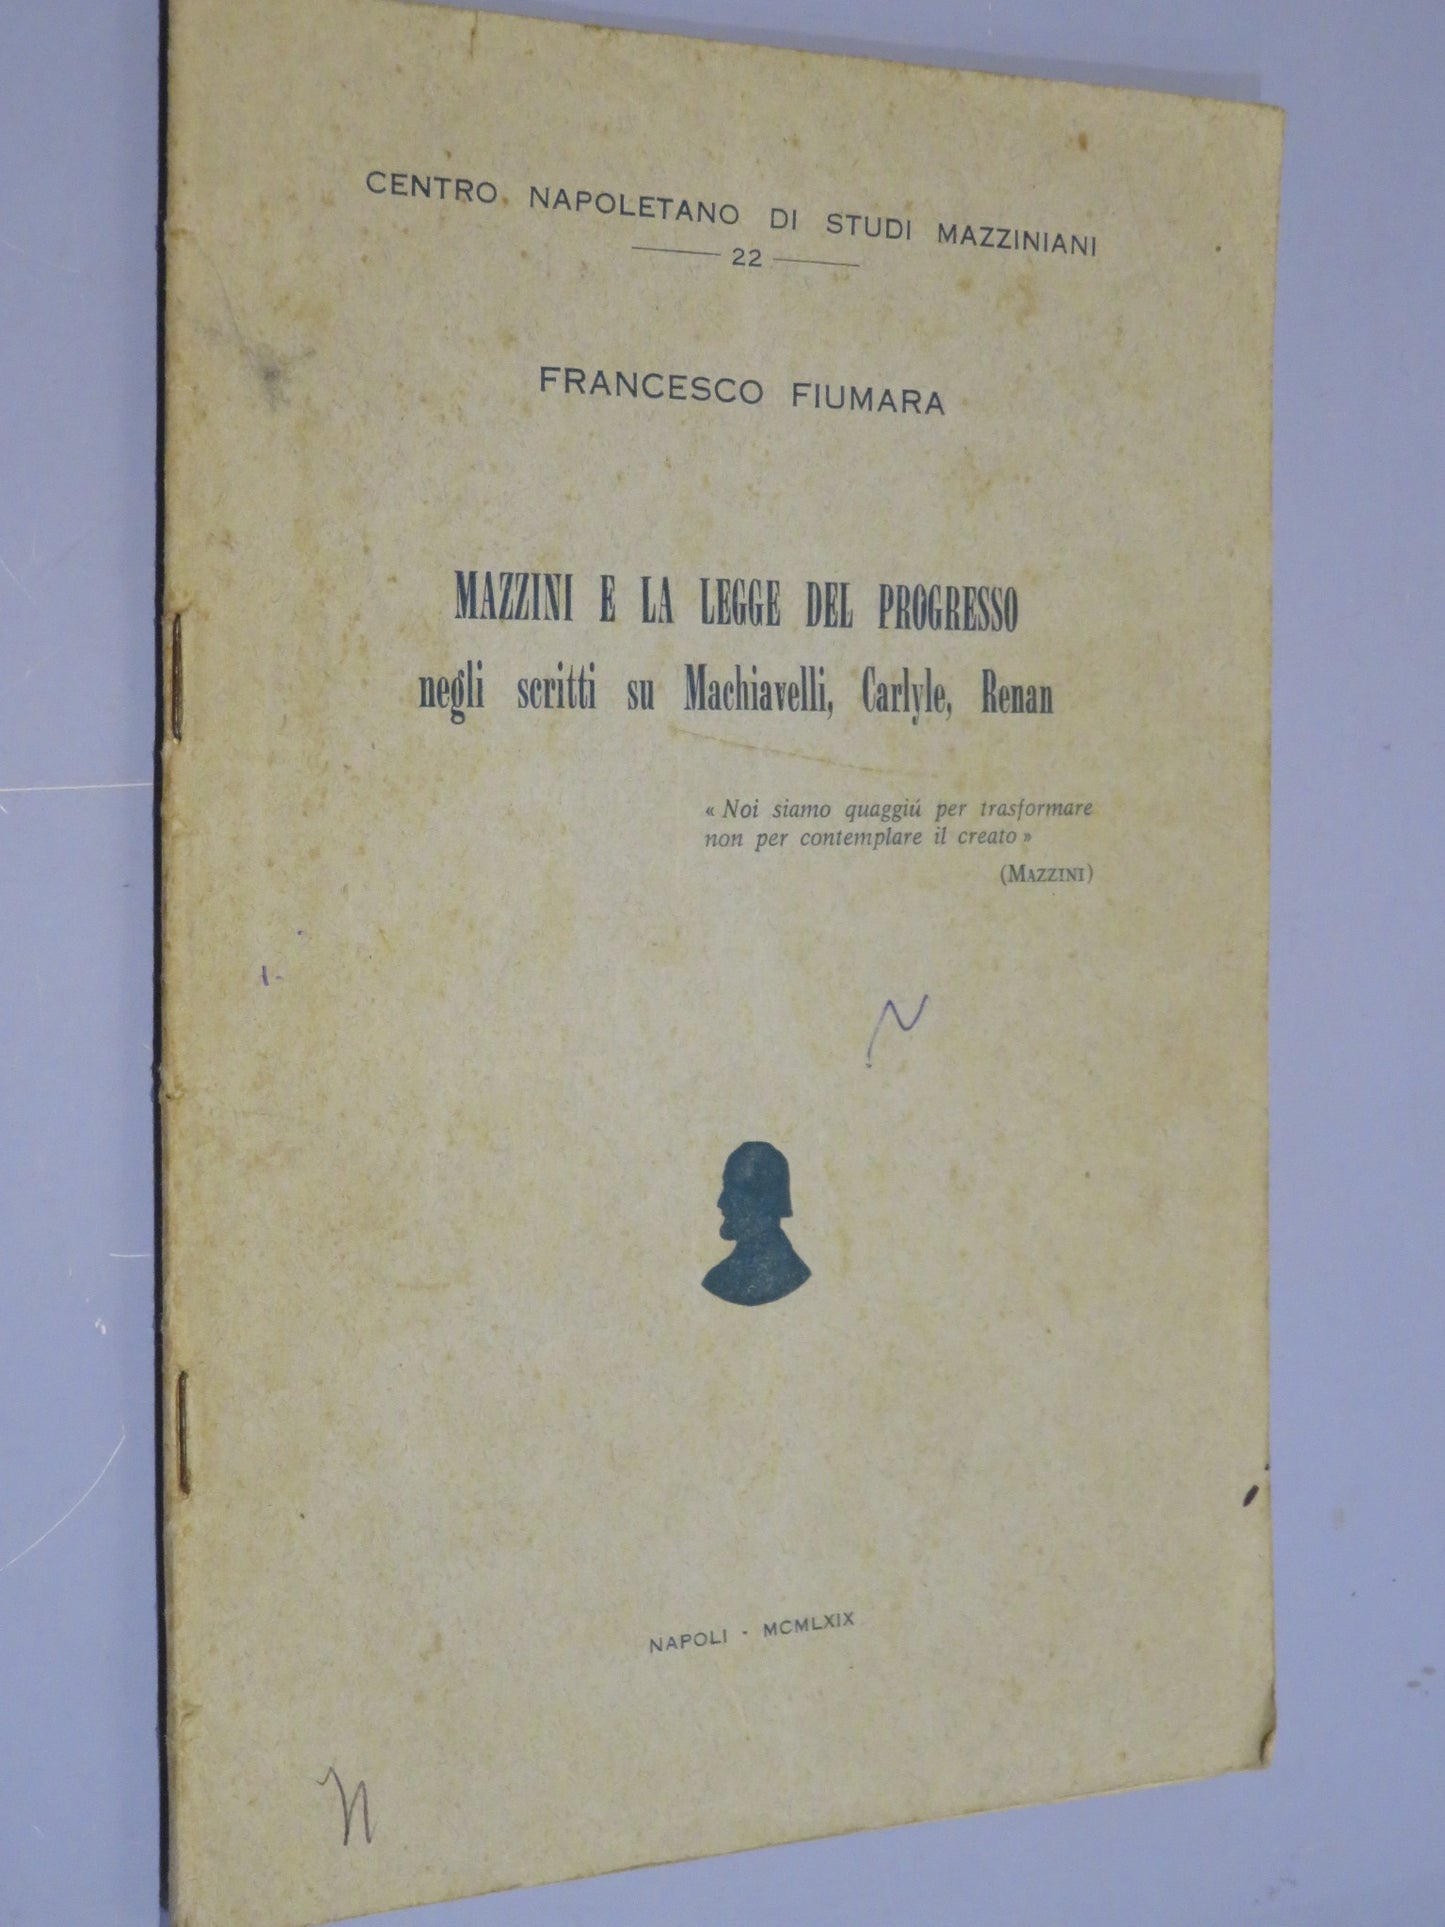 CENTRO NAPOLETANO DI STUDI MAZZINIANI
22
FRANCESCO FIUMARA
MAZZINI E LA LEGGE DEL PROGRESSO
negli scritti su Machiavelli, Carlyle, Renan
« Noi siamo quaggiú per trasformare
non per contemplare il creato »
(MAZZINI)
NAPOLI - MCMLXIX